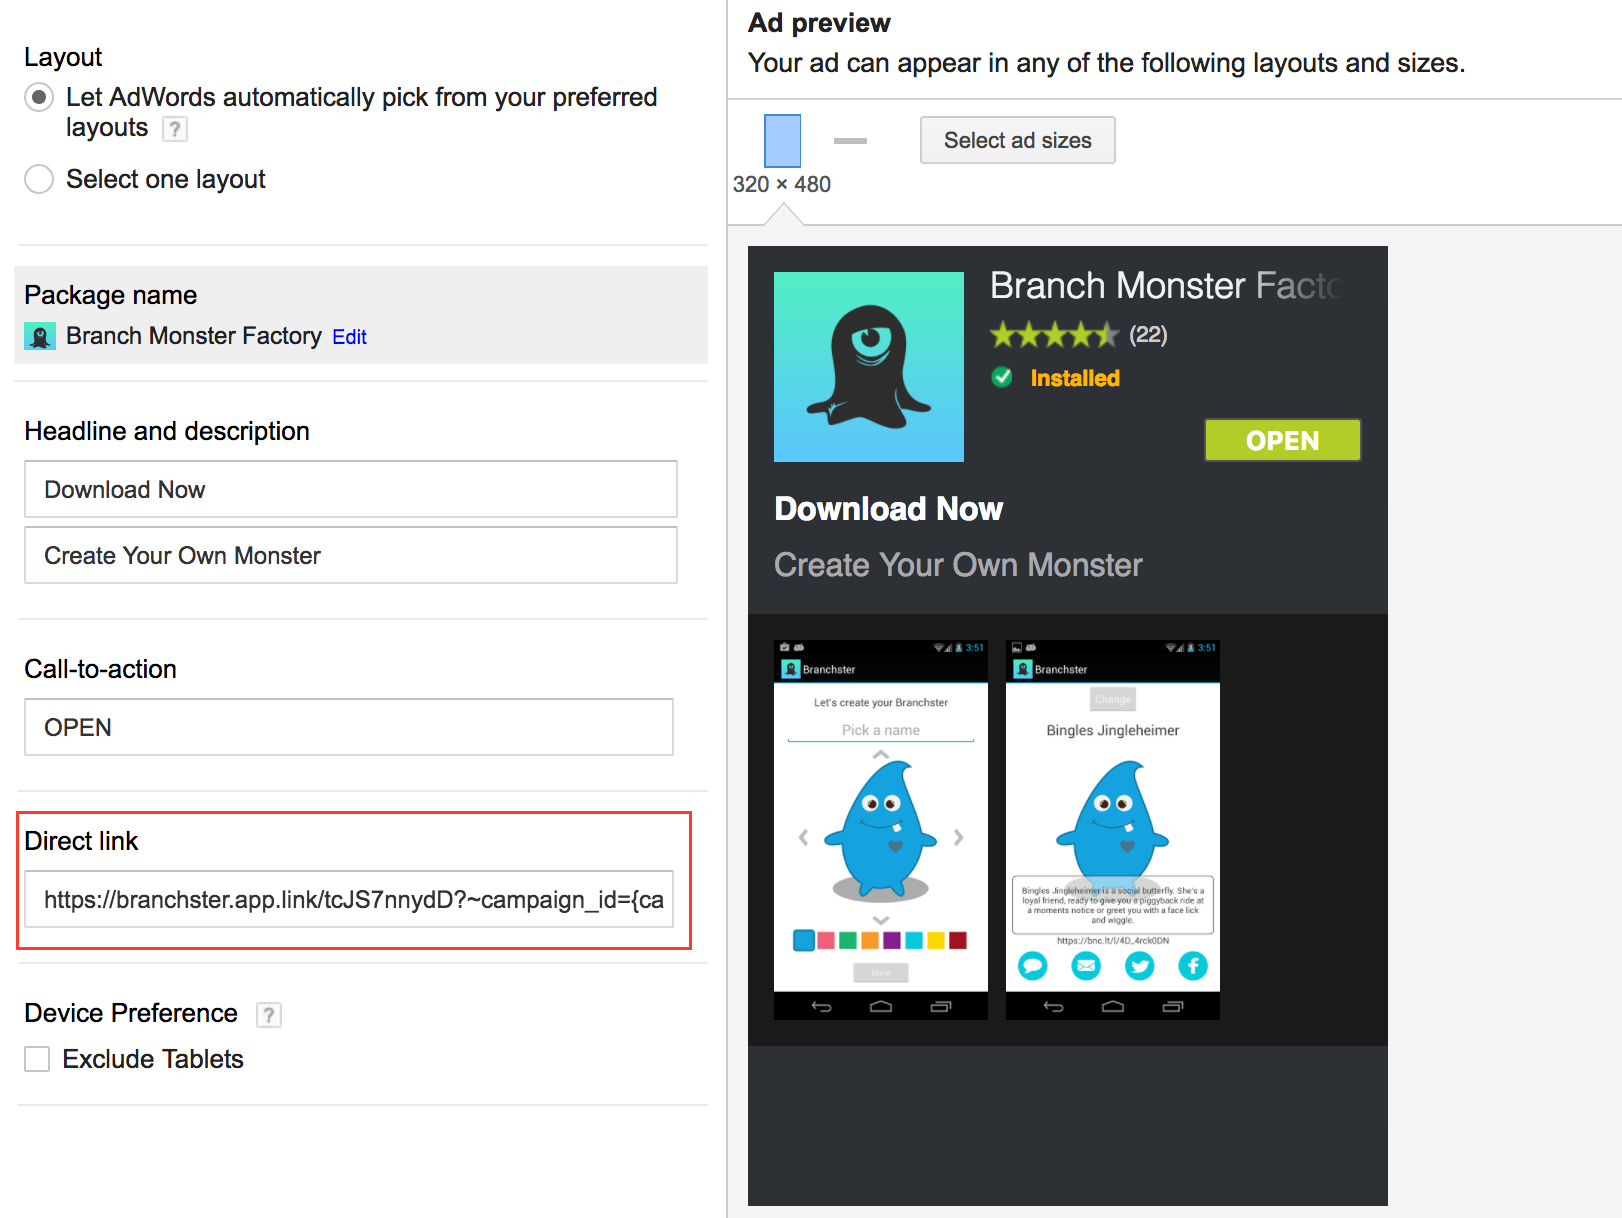 Layout
Let AdWords automatically pick from your preferred
layouts ?
Select one layout
Package name
Branch Monster Factory Edit
Headline and description
Download Now
Create Your Own Monster
Call-to-action
OPEN
Direct link
https://branchster.app.link/tcJS7nnydD?~campaign_id={ca
Device Preference ?
Exclude Tablets
Ad preview
Your ad can appear in any of the following layouts and sizes.
Select ad sizes
320 × 480
Branch Monster Facto
(22)
Installed
OPEN
Download Now
Create Your Own Monster
3:51
Branchster
Let's create your Branchster
Pick a name
Done
3:51
Branchster
Change
Bingles Jingleheimer
Bingles Jingleheimer is a social butterfly. She's a
loyal friend, ready to give you a piggyback ride at
a moments notice or greet you with a face lick
and wiggle.
https://bnc.lt/l/4D_4rck0DN